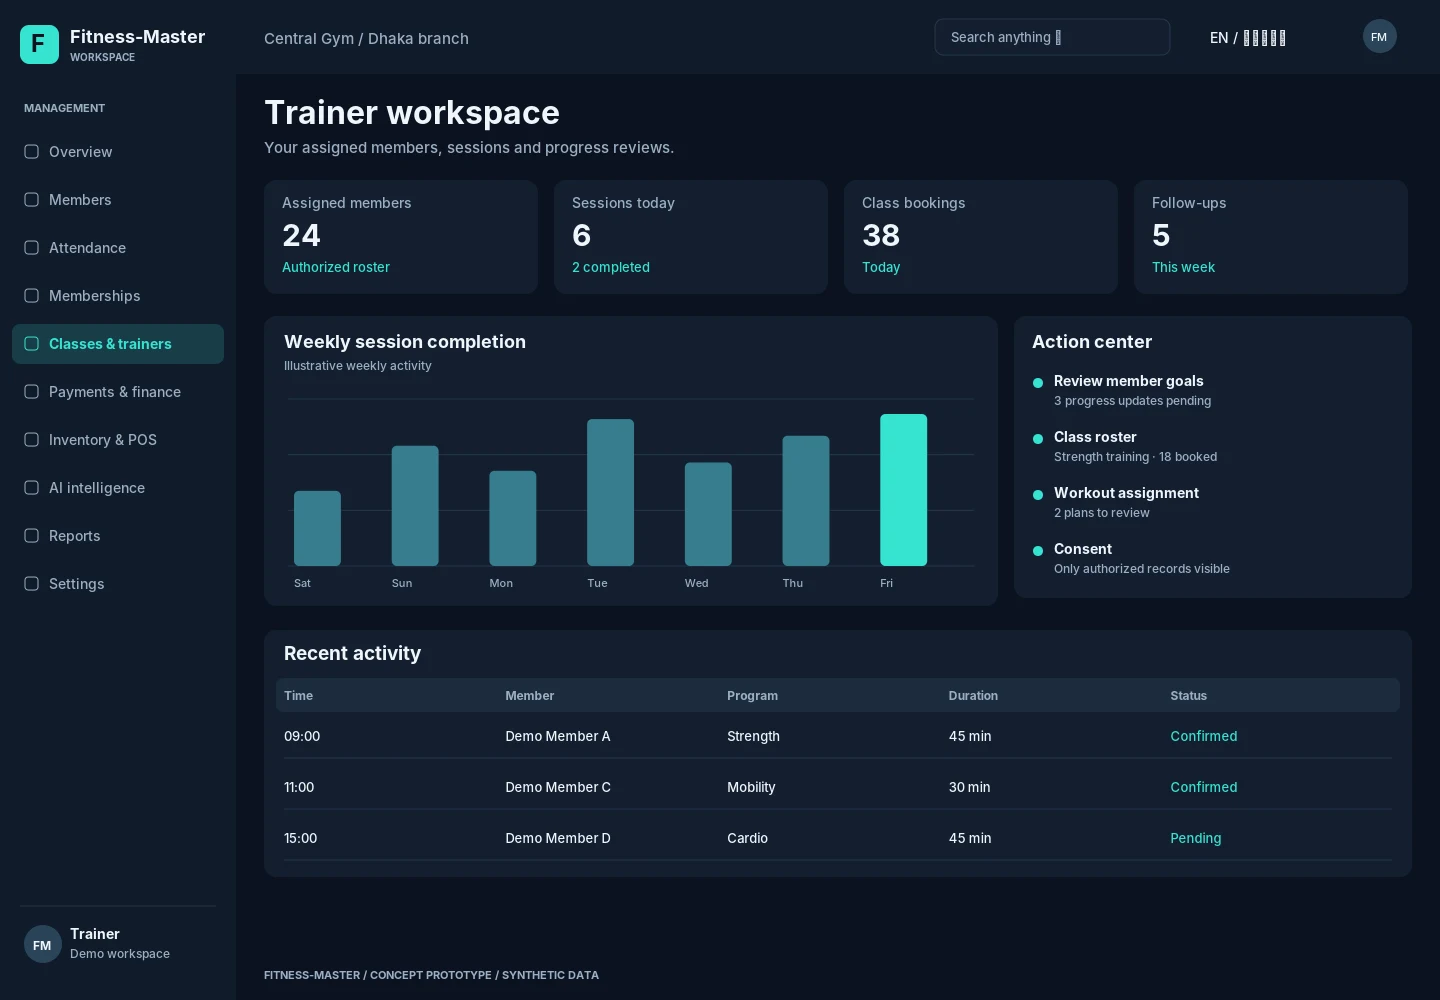 F
Fitness-Master
WORKSPACE
Central Gym / Dhaka branch
Search anything
EN /
FM
MANAGEMENT
Overview
Members
Attendance
Memberships
Classes & trainers
Payments & finance
Inventory & POS
AI intelligence
Reports
Settings
FM
Trainer
Demo workspace
Trainer workspace
Your assigned members, sessions and progress reviews.
Assigned members
24
Authorized roster
Sessions today
6
2 completed
Class bookings
38
Today
Follow-ups
5
This week
Weekly session completion
Illustrative weekly activity
Sat Sun Mon Tue Wed Thu Fri
Action center
Review member goals
3 progress updates pending
Class roster
Strength training · 18 booked
Workout assignment
2 plans to review
Consent
Only authorized records visible
Recent activity
Time Member Program Duration Status
09:00 Demo Member A Strength 45 min Confirmed
11:00 Demo Member C Mobility 30 min Confirmed
15:00 Demo Member D Cardio 45 min Pending
FITNESS-MASTER / CONCEPT PROTOTYPE / SYNTHETIC DATA